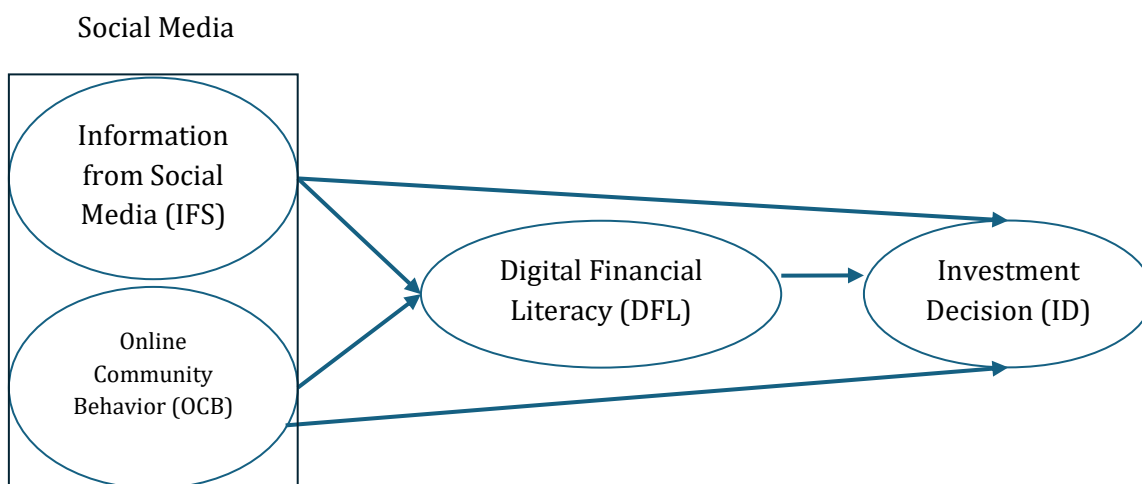 Social Media
Information
from Social
Media (IFS)
Digital Financial
Literacy (DFL)
Investment
Decision (ID)
Online
Community
Behavior (OCB)